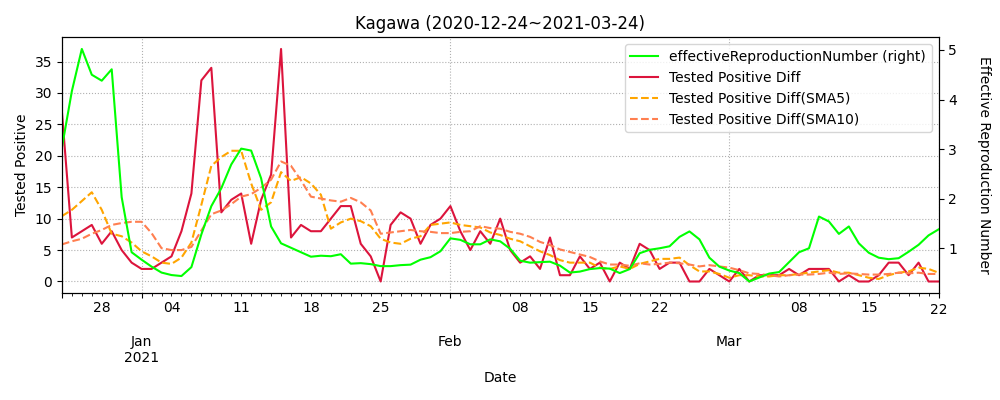 Kagawa (2020-12-24~2021-03-24)
effectiveReproductionNumber (right)
Tested Positive Diff
Tested Positive Diff(SMA5)
Tested Positive Diff(SMA10)
Tested Positive
35
30
25
20
15
10
5
0
5
4
3
2
1
Effective Reproduction Number
28 04 11 18 25 08 15 22 08 15 22
Jan Feb Mar
2021
Date